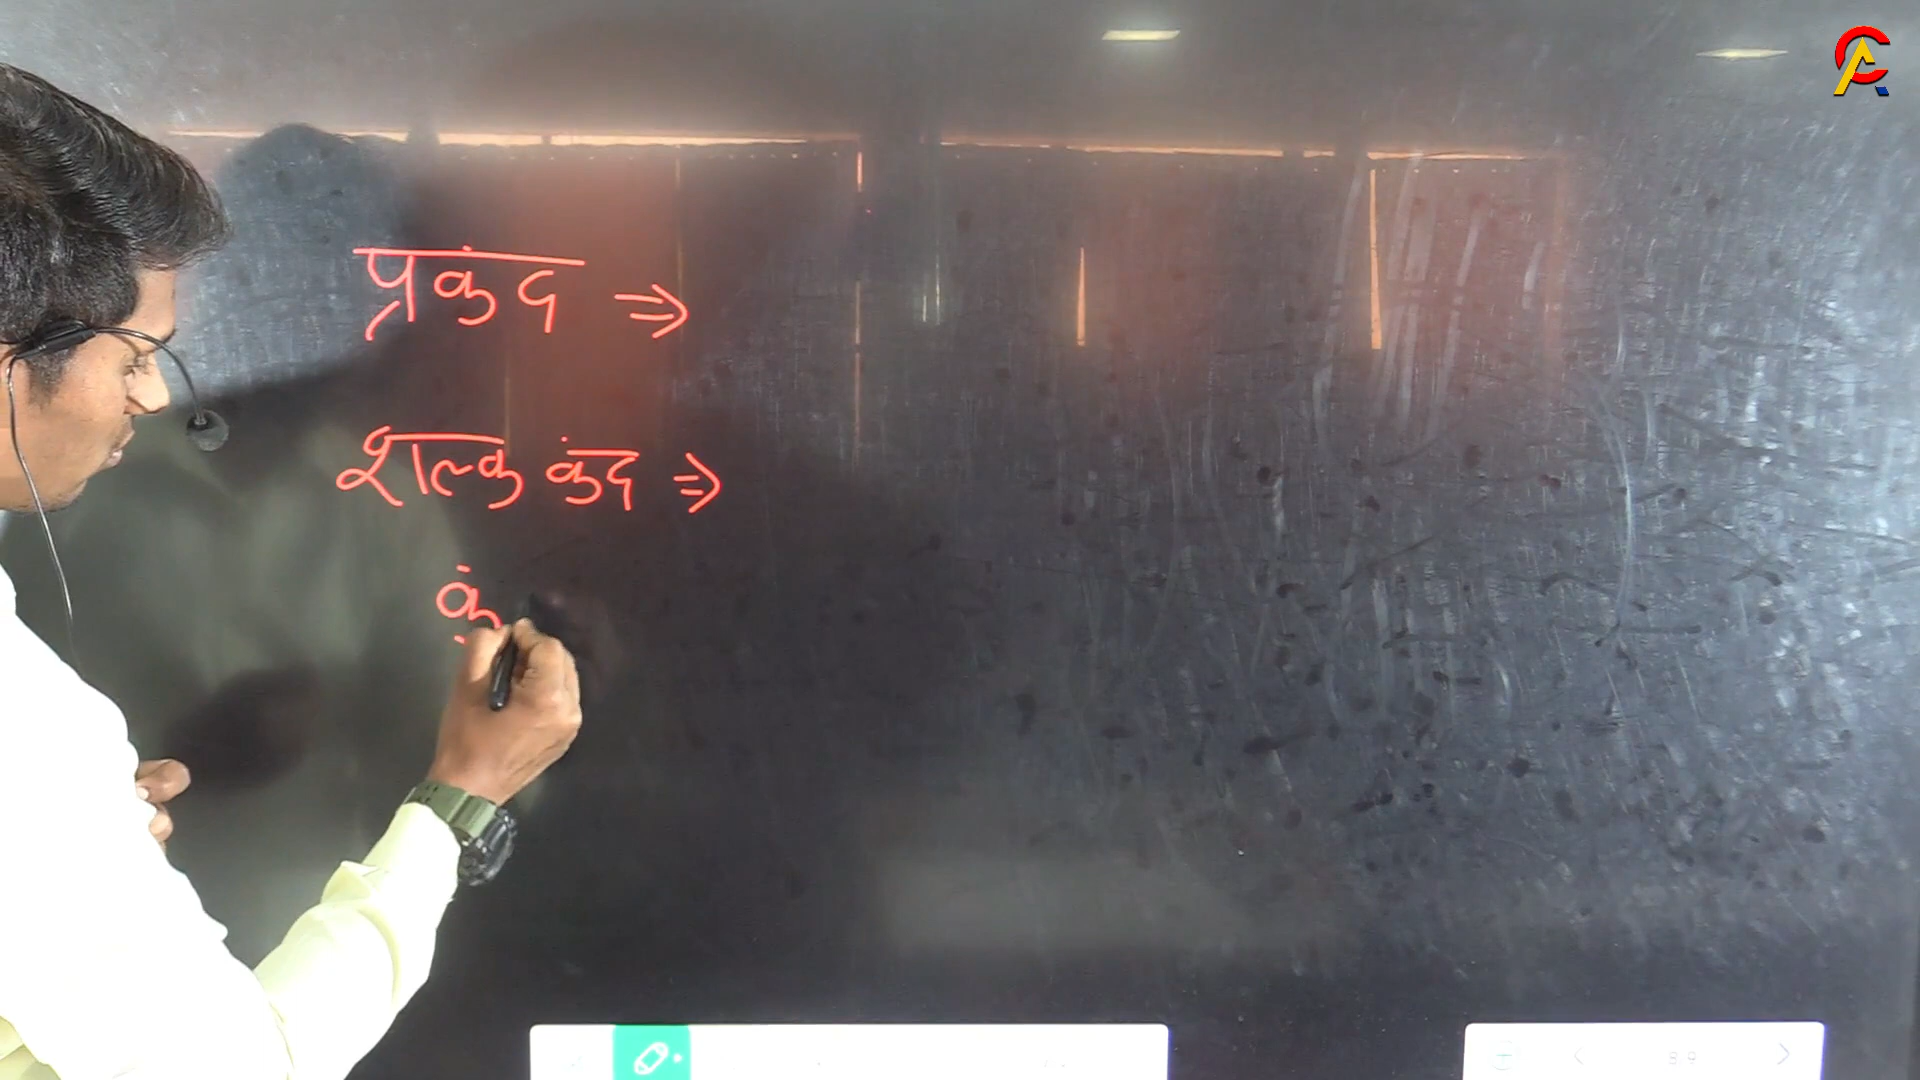 प्रकंद ⇒
शल्क कंद ⇒
कं